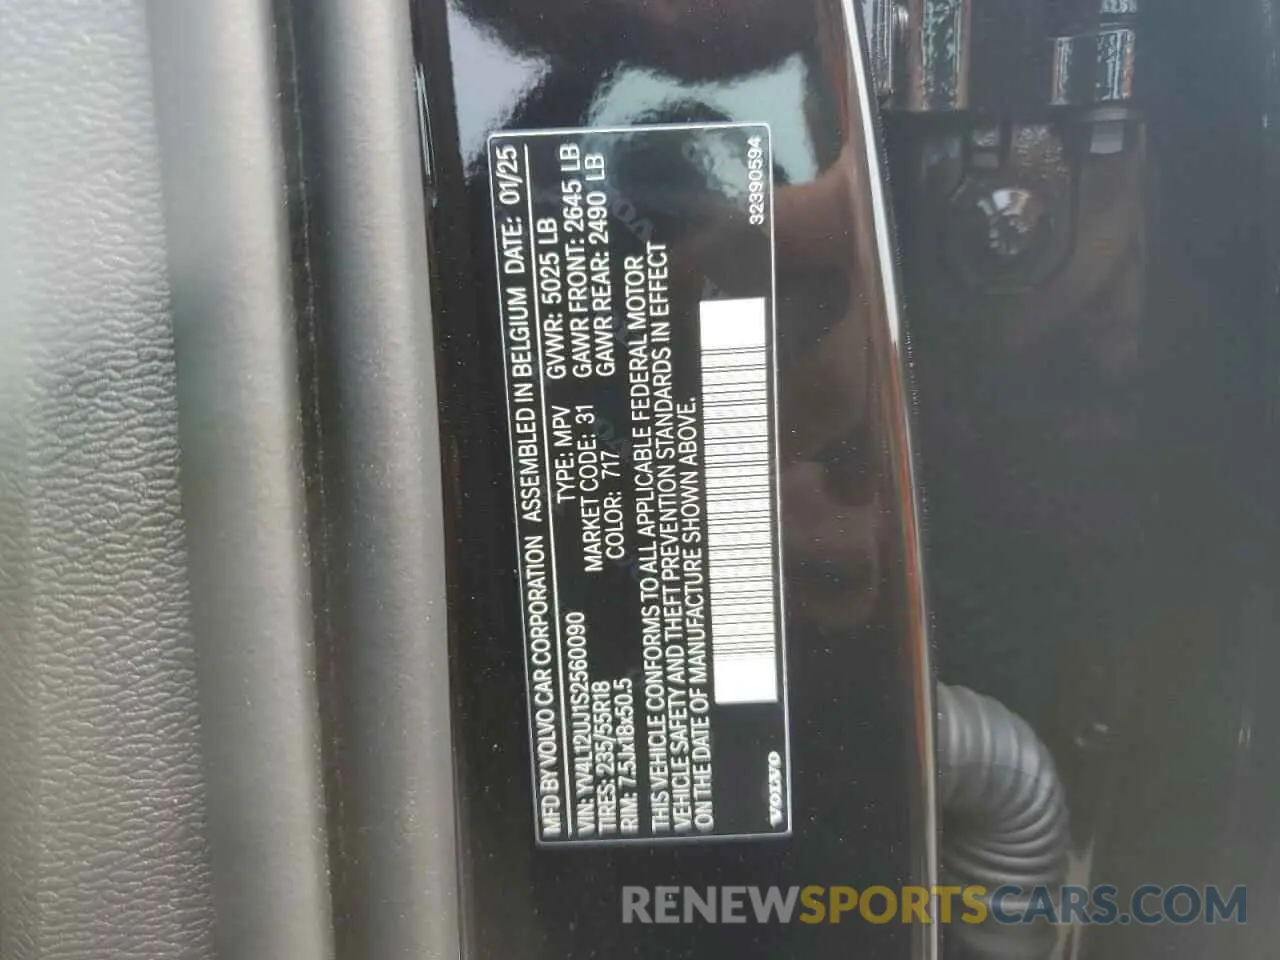 MFD BY VOLVO CAR CORPORATION ASSEMBLED IN BELGIUM DATE: 01/25
VIN: YV4L12UJ1S2560090 TYPE: MPV GVWR: 5025 LB
TIRES: 235/55R18 MARKET CODE: 31 GAWR FRONT: 2645 LB
RIM: 7.5Jx18x50.5 COLOR: 717 GAWR REAR: 2490 LB
THIS VEHICLE CONFORMS TO ALL APPLICABLE FEDERAL MOTOR
VEHICLE SAFETY AND THEFT PREVENTION STANDARDS IN EFFECT
ON THE DATE OF MANUFACTURE SHOWN ABOVE.
VOLVO 32390594
RENEWSPORTSCARS.COM